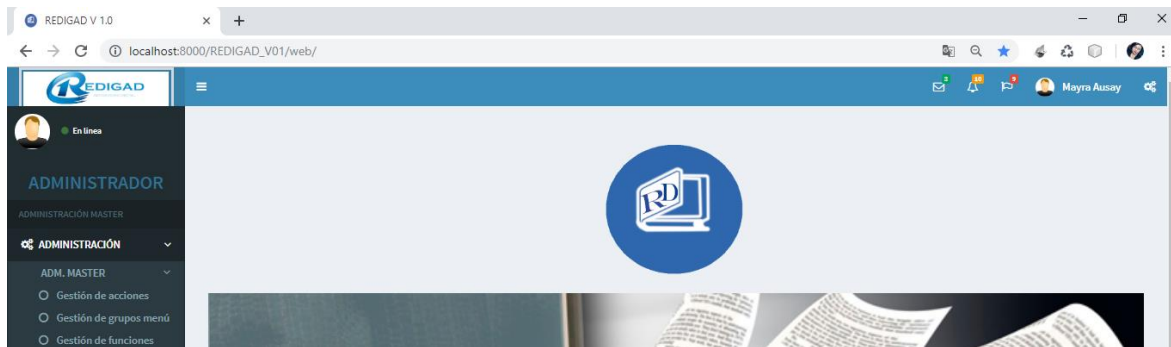 REDIGAD V 1.0
localhost:8000/REDIGAD_V01/web/
REDIGAD
Mayra Ausay
En línea
ADMINISTRADOR
ADMINISTRACIÓN MASTER
ADMINISTRACIÓN
ADM. MASTER
Gestión de acciones
Gestión de grupos menú
Gestión de funciones
RD